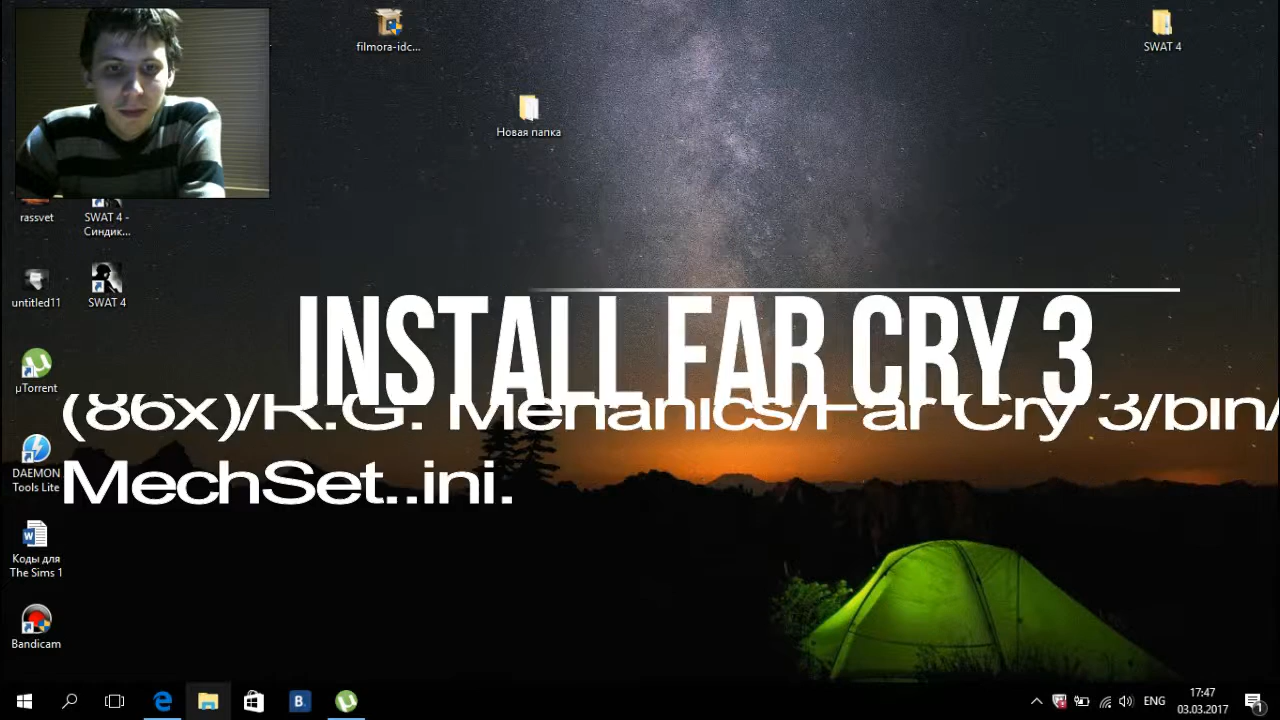 filmora-idc...
SWAT 4
Новая папка
rassvet
SWAT 4 -
Синдик...
untitled11
SWAT 4
INSTALL FAR CRY 3
µTorrent
(86x)/R.G. Mehanics/Far Cry 3/bin/
MechSet..ini.
DAEMON
Tools Lite
Коды для
The Sims 1
Bandicam
B.
ENG
17:47
03.03.2017
1